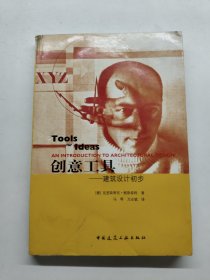 XYZ
Tools
for Ideas
AN INTRODUCTION TO ARCHITECTURAL DESIGN
创意工具
——建筑设计初步
中国建筑工业出版社